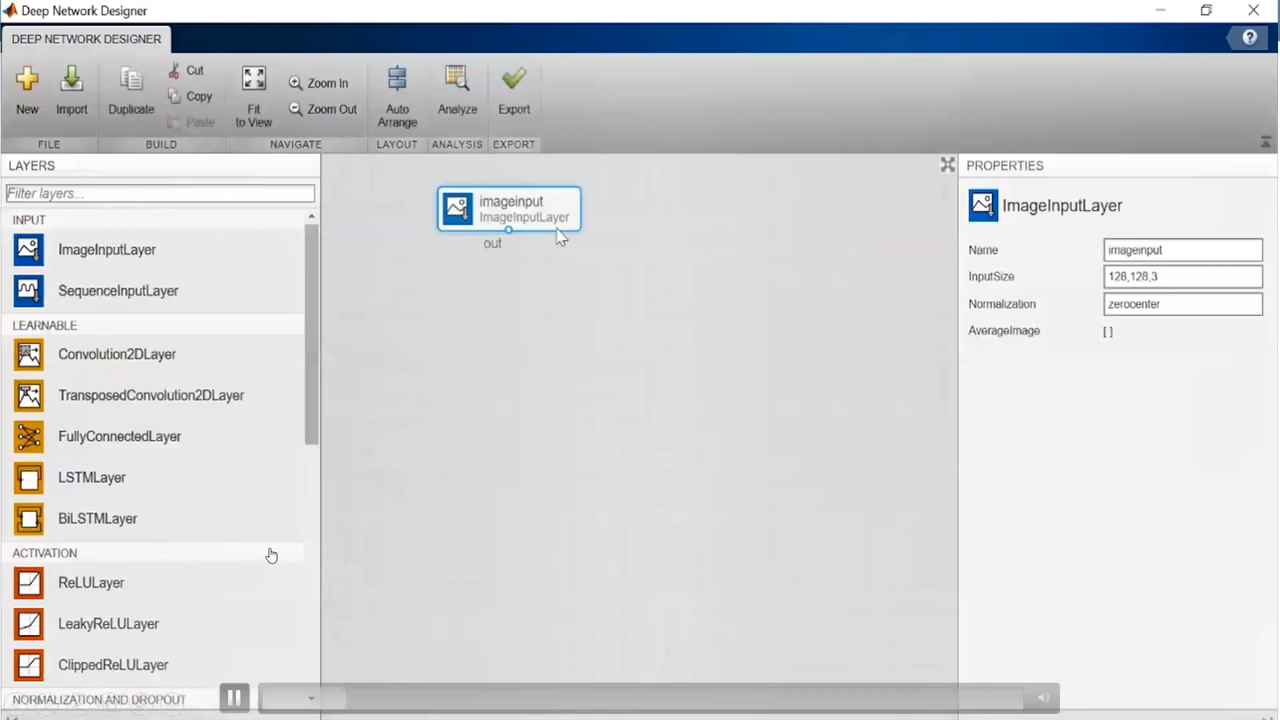 Deep Network Designer
DEEP NETWORK DESIGNER
?
New
Import
Duplicate
Cut
Copy
Paste
Fit
to View
Zoom In
Zoom Out
Auto
Arrange
Analyze
Export
FILE
BUILD
NAVIGATE
LAYOUT
ANALYSIS
EXPORT
LAYERS
Filter layers...
INPUT
ImageInputLayer
SequenceInputLayer
LEARNABLE
Convolution2DLayer
TransposedConvolution2DLayer
FullyConnectedLayer
LSTMLayer
BiLSTMLayer
ACTIVATION
ReLULayer
LeakyReLULayer
ClippedReLULayer
NORMALIZATION AND DROPOUT
imageinput
ImageInputLayer
out
PROPERTIES
ImageInputLayer
Name imageinput
InputSize 128,128,3
Normalization zerocenter
AverageImage [ ]